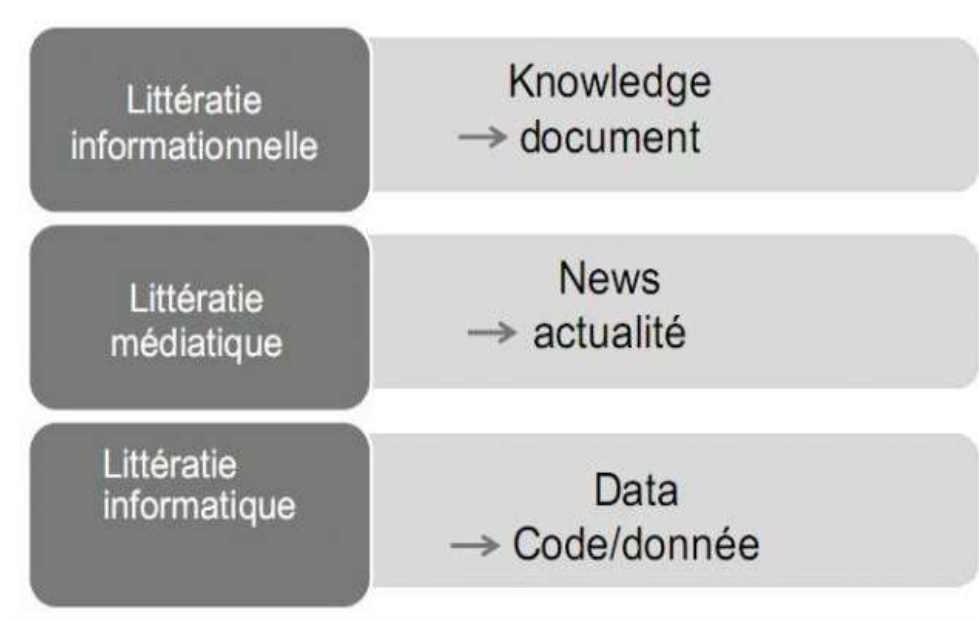 Littératie
informationnelle
Knowledge
→ document
Littératie
médiatique
News
→ actualité
Littératie
informatique
Data
→ Code/donnée